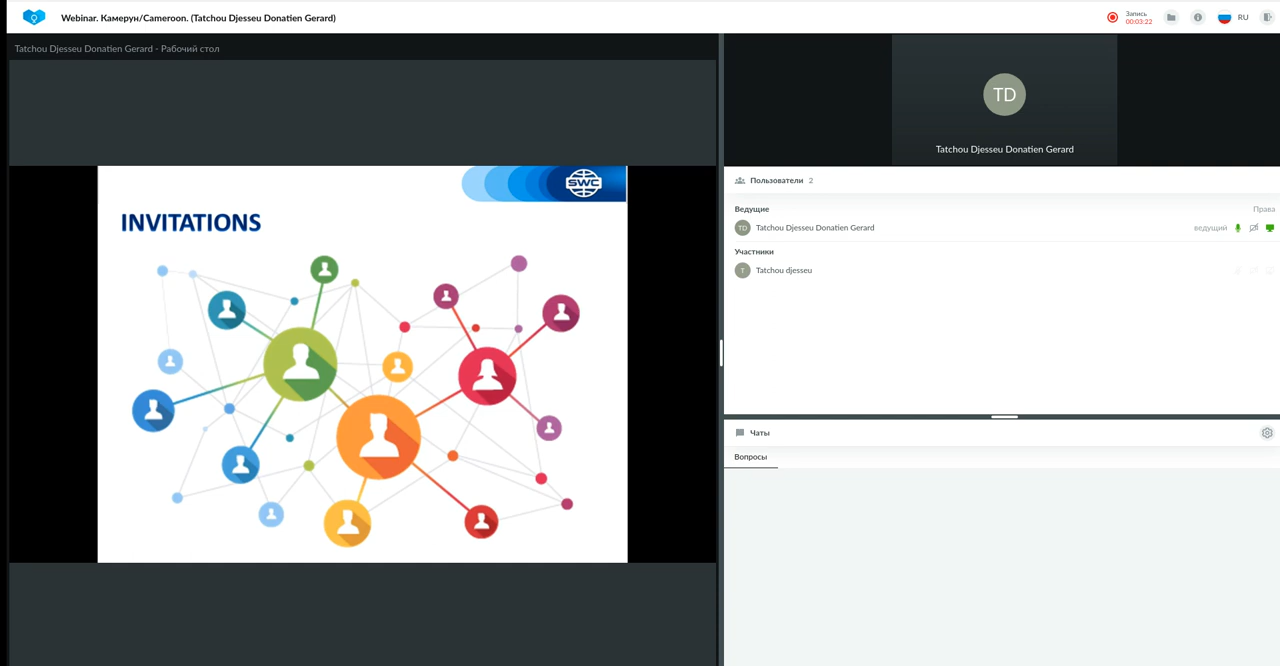 Webinar. Камерун/Cameroon. (Tatchou Djesseu Donatien Gerard)
Запись
00:03:22
RU
Tatchou Djesseu Donatien Gerard - Рабочий стол
SWC
INVITATIONS
TD
Tatchou Djesseu Donatien Gerard
Пользователи 2
Ведущие Права
TD Tatchou Djesseu Donatien Gerard ведущий
Участники
T Tatchou djesseu
Чаты
Вопросы